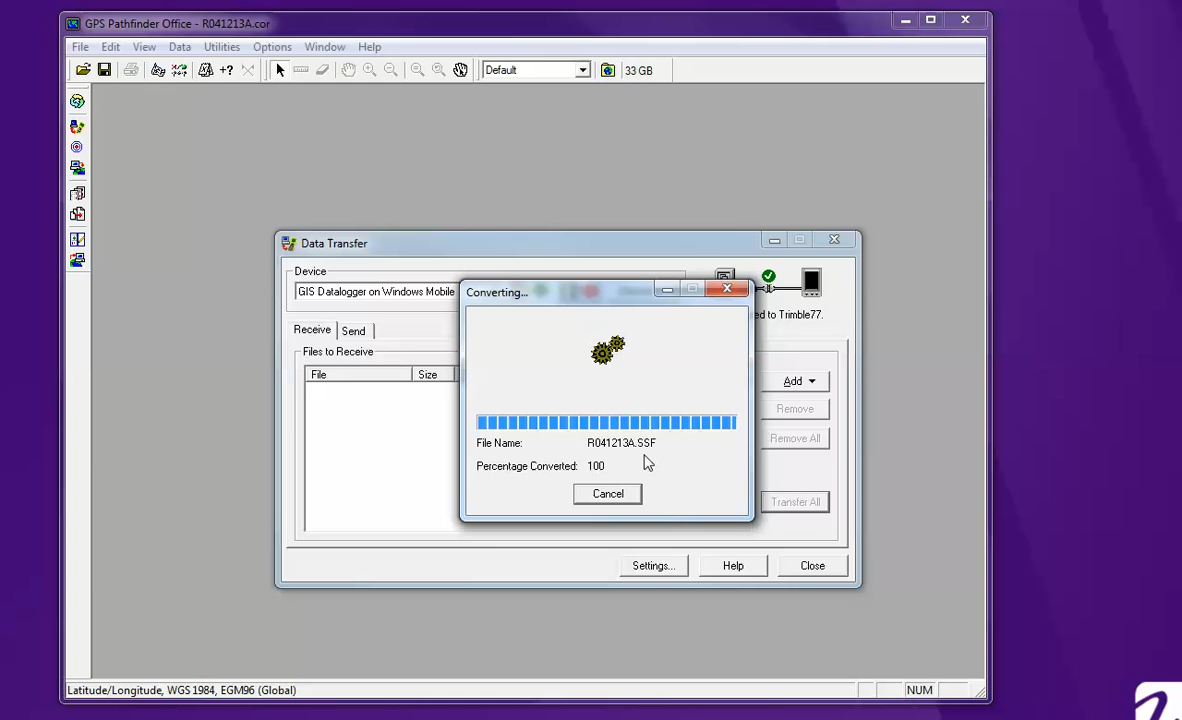 GPS Pathfinder Office - R041213A.cor
File Edit View Data Utilities Options Window Help
Default 33 GB
Data Transfer
Device
GIS Datalogger on Windows Mobile
ed to Trimble77.
Converting...
Receive Send
Files to Receive
File Size
Add
Remove
Remove All
Transfer All
File Name: R041213A.SSF
Percentage Converted: 100
Cancel
Settings... Help Close
Latitude/Longitude, WGS 1984, EGM96 (Global) NUM